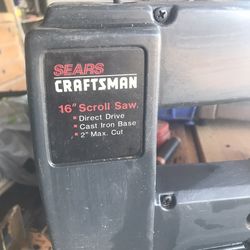 SEARS
CRAFTSMAN
16" Scroll Saw
▪ Direct Drive
▪ Cast Iron Base
▪ 2" Max. Cut